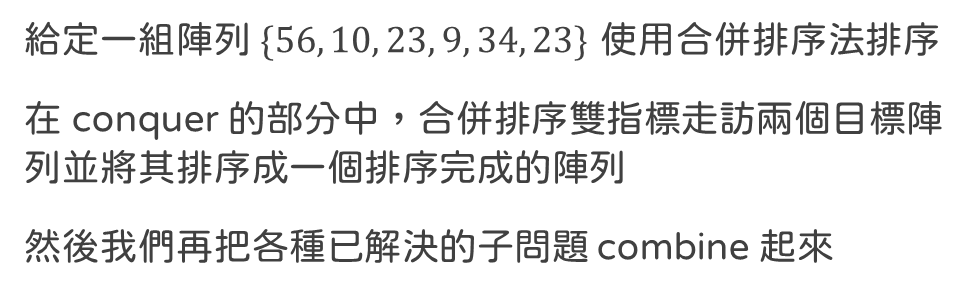 給定一組陣列 {56, 10, 23, 9, 34, 23} 使用合併排序法排序
在 conquer 的部分中，合併排序雙指標走訪兩個目標陣
列並將其排序成一個排序完成的陣列
然後我們再把各種已解決的子問題 combine 起來